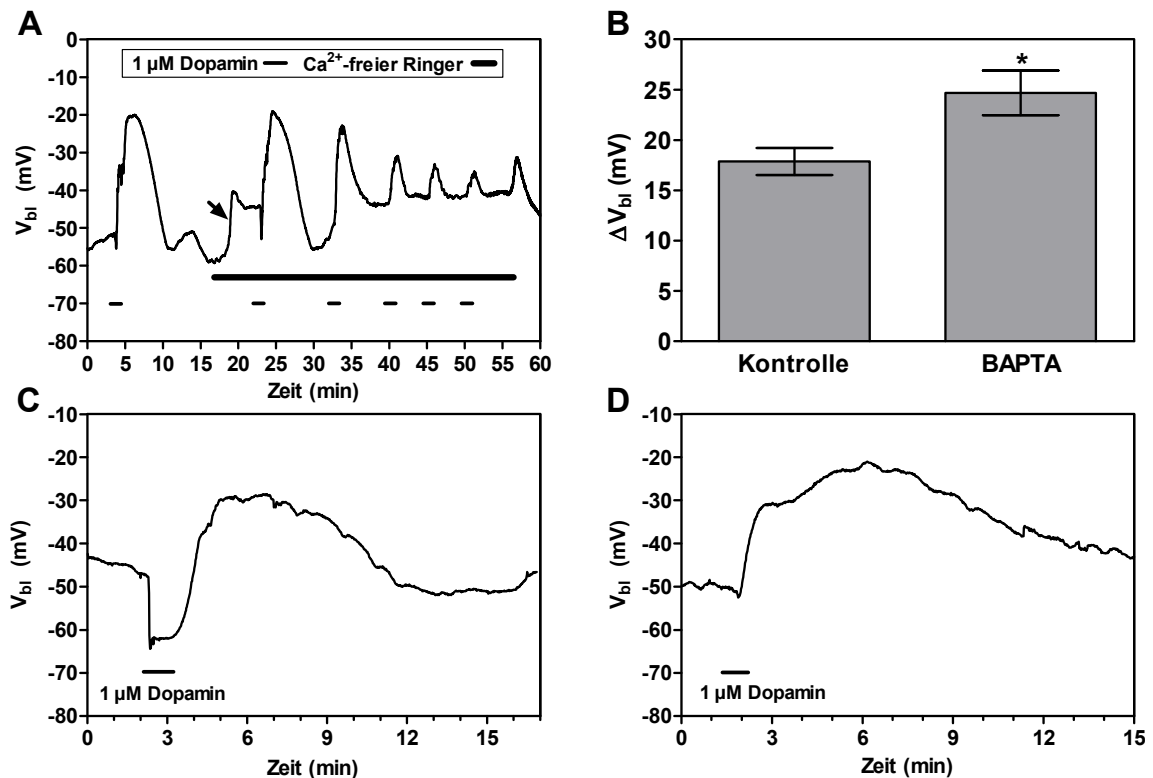 A
0
-10
-20
-30
-40
-50
-60
-70
-80
V_bl (mV)
1 µM Dopamin Ca²⁺-freier Ringer
0 5 10 15 20 25 30 35 40 45 50 55 60
Zeit (min)
B
30
25
20
15
10
5
0
ΔV_bl (mV)
*
Kontrolle BAPTA
C
-10
-20
-30
-40
-50
-60
-70
-80
V_bl (mV)
1 µM Dopamin
0 3 6 9 12 15
Zeit (min)
D
-10
-20
-30
-40
-50
-60
-70
-80
V_bl (mV)
1 µM Dopamin
0 3 6 9 12 15
Zeit (min)